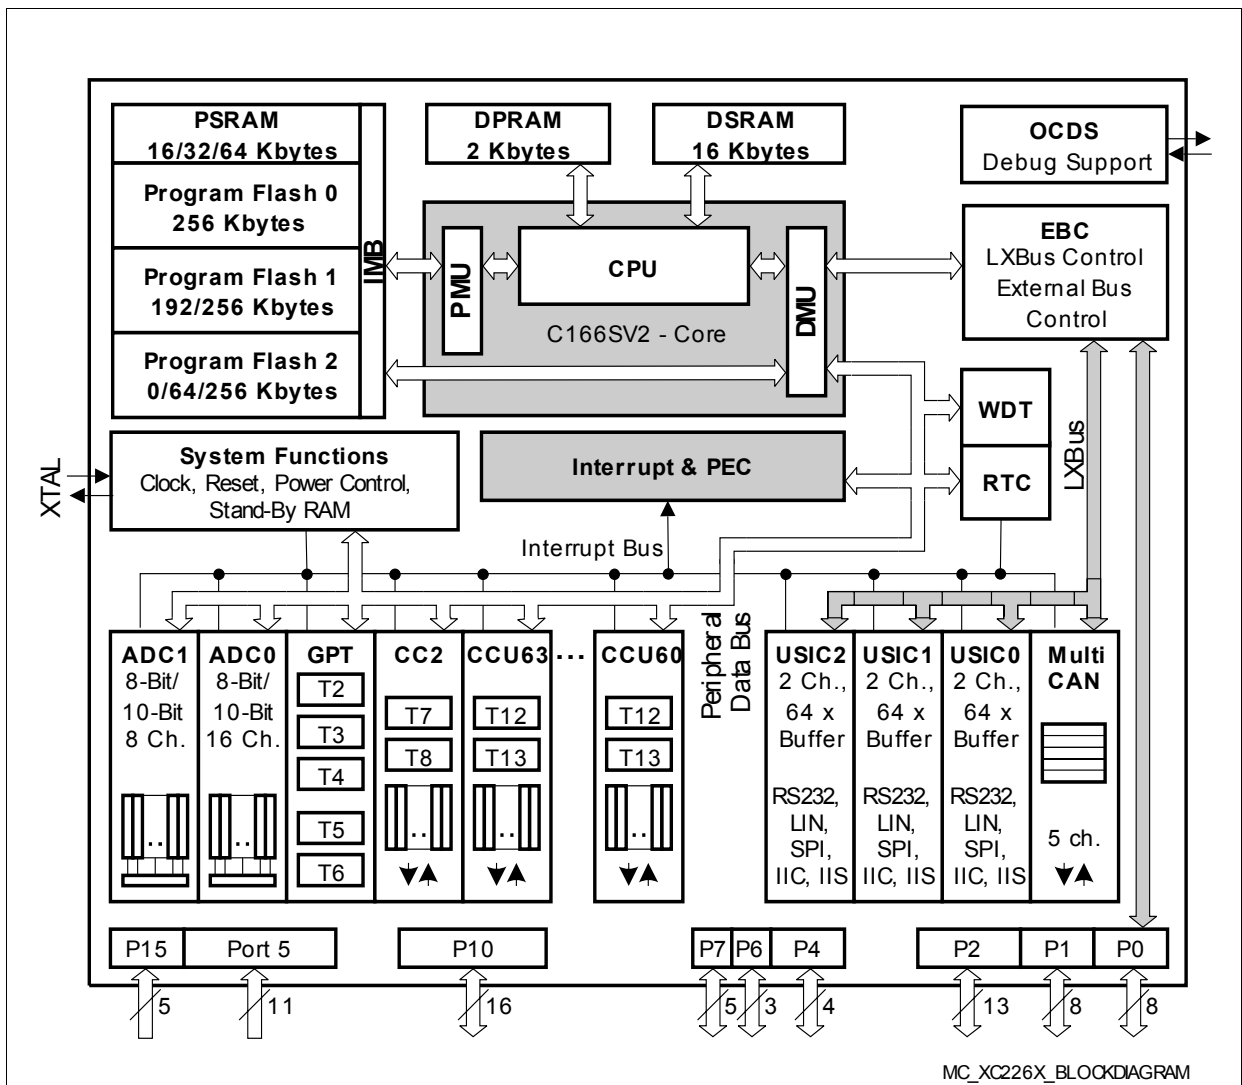 PSRAM
16/32/64 Kbytes
Program Flash 0
256 Kbytes
Program Flash 1
192/256 Kbytes
Program Flash 2
0/64/256 Kbytes
IMB
DPRAM
2 Kbytes
DSRAM
16 Kbytes
OCDS
Debug Support
PMU
CPU
DMU
C166SV2 - Core
EBC
LXBus Control
External Bus
Control
WDT
RTC
LXBus
XTAL
System Functions
Clock, Reset, Power Control,
Stand-By RAM
Interrupt & PEC
Interrupt Bus
Peripheral
Data Bus
ADC1
8-Bit/
10-Bit
8 Ch.
ADC0
8-Bit/
10-Bit
16 Ch.
GPT
T2
T3
T4
T5
T6
CC2
T7
T8
CCU63
T12
T13
...
CCU60
T12
T13
USIC2
2 Ch.,
64 x
Buffer
RS232,
LIN,
SPI,
IIC, IIS
USIC1
2 Ch.,
64 x
Buffer
RS232,
LIN,
SPI,
IIC, IIS
USIC0
2 Ch.,
64 x
Buffer
RS232,
LIN,
SPI,
IIC, IIS
Multi
CAN
5 ch.
P15
Port 5
P10
P7
P6
P4
P2
P1
P0
5
11
16
5
3
4
13
8
8
MC_XC226X_BLOCKDIAGRAM